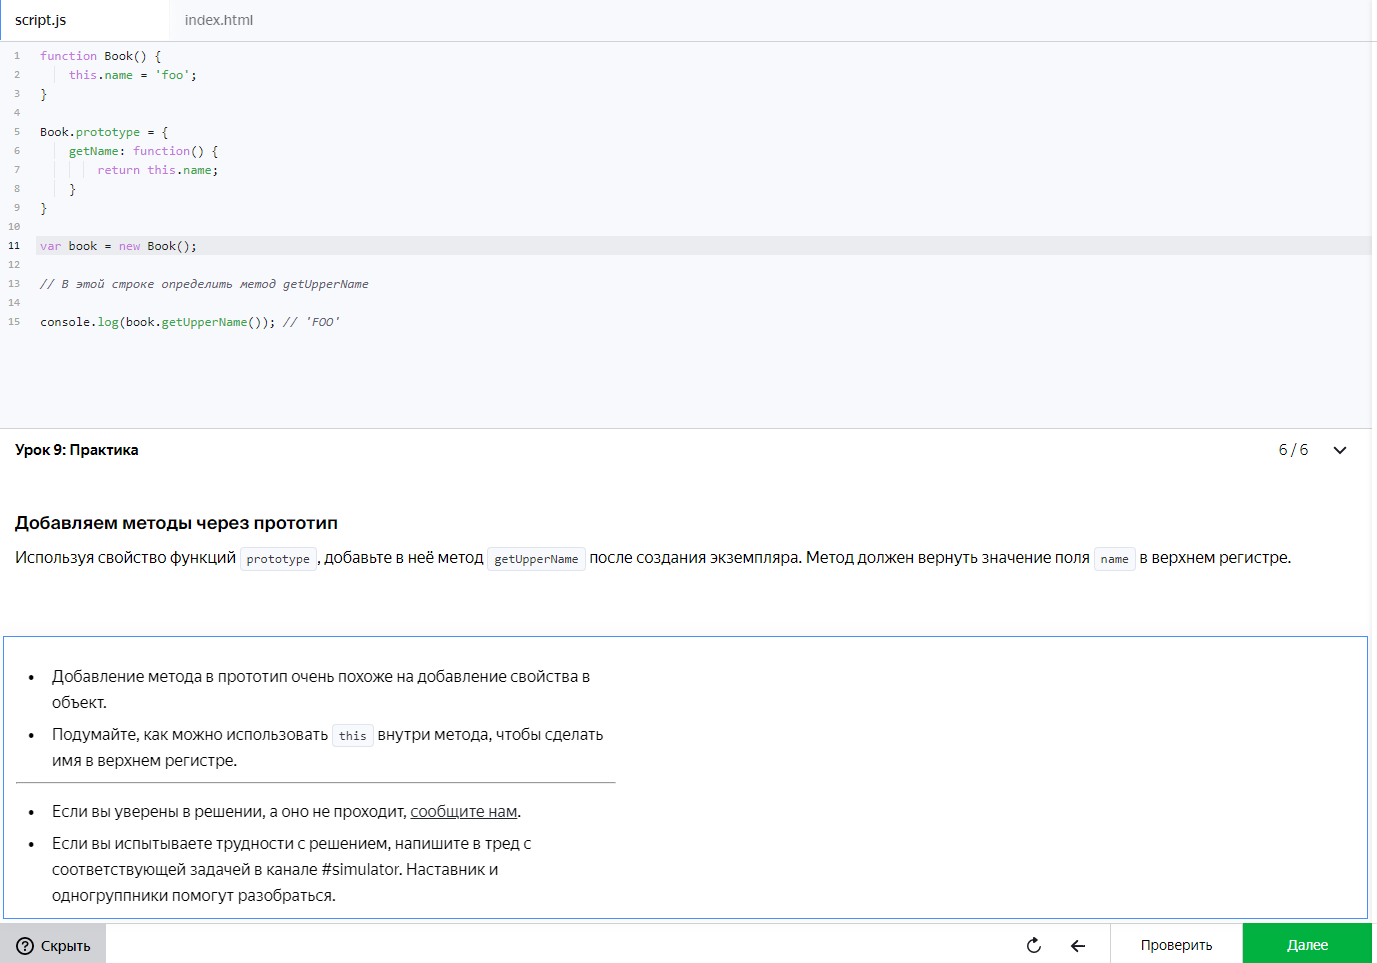 script.js
index.html
1 function Book() {
2 this.name = 'foo';
3 }
4
5 Book.prototype = {
6 getName: function() {
7 return this.name;
8 }
9 }
10
11 var book = new Book();
12
13 // В этой строке определить метод getUpperName
14
15 console.log(book.getUpperName()); // 'FOO'
Урок 9: Практика
6 / 6
Добавляем методы через прототип
Используя свойство функций prototype, добавьте в неё метод getUpperName после создания экземпляра. Метод должен вернуть значение поля name в верхнем регистре.
• Добавление метода в прототип очень похоже на добавление свойства в
объект.
• Подумайте, как можно использовать this внутри метода, чтобы сделать
имя в верхнем регистре.
• Если вы уверены в решении, а оно не проходит, сообщите нам.
• Если вы испытываете трудности с решением, напишите в тред с
соответствующей задачей в канале #simulator. Наставник и
одногруппники помогут разобраться.
? Скрыть
Проверить
Далее